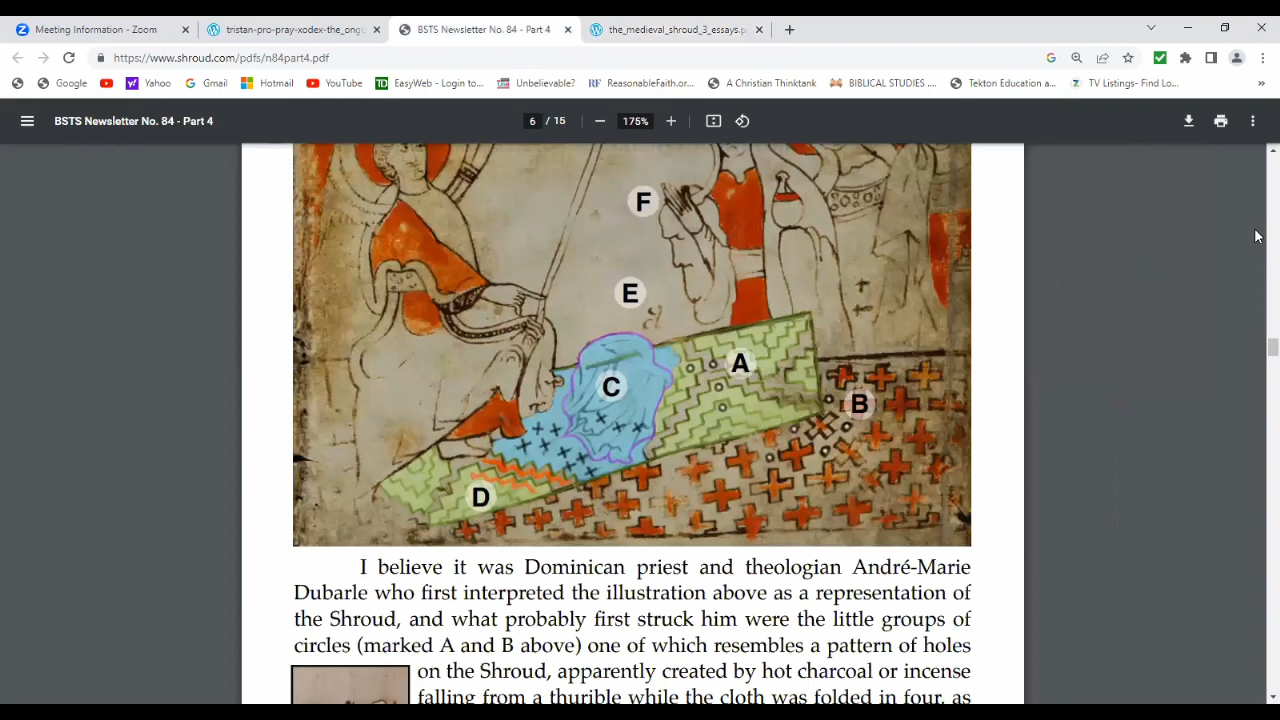 Meeting Information - Zoom
tristan-pro-pray-xodex_the_ong
BSTS Newsletter No. 84 - Part 4
the_medieval_shroud_3_essays.p
https://www.shroud.com/pdfs/n84part4.pdf
Google
Yahoo
Gmail
Hotmail
YouTube
EasyWeb - Login to...
Unbelievable?
ReasonableFaith.or...
A Christian Thinktank
BIBLICAL STUDIES ....
Tekton Education a...
TV Listings- Find Lo...
BSTS Newsletter No. 84 - Part 4
6 / 15
175%
F
E
A
C
B
D
I believe it was Dominican priest and theologian André-Marie
Dubarle who first interpreted the illustration above as a representation of
the Shroud, and what probably first struck him were the little groups of
circles (marked A and B above) one of which resembles a pattern of holes
on the Shroud, apparently created by hot charcoal or incense
falling from a thurible while the cloth was folded in four, as